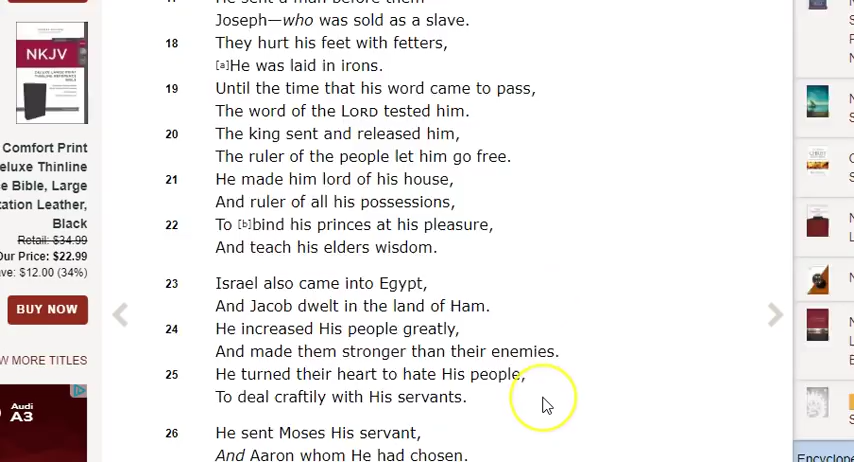 He sent a man before them—
Joseph—who was sold as a slave.
18 They hurt his feet with fetters,
[a]He was laid in irons.
19 Until the time that his word came to pass,
The word of the LORD tested him.
20 The king sent and released him,
The ruler of the people let him go free.
21 He made him lord of his house,
And ruler of all his possessions,
22 To [b]bind his princes at his pleasure,
And teach his elders wisdom.
23 Israel also came into Egypt,
And Jacob dwelt in the land of Ham.
24 He increased His people greatly,
And made them stronger than their enemies.
25 He turned their heart to hate His people,
To deal craftily with His servants.
26 He sent Moses His servant,
And Aaron whom He had chosen.
NKJV
Comfort Print
eluxe Thinline
e Bible, Large
tation Leather,
Black
Retail: $34.99
Our Price: $22.99
ave: $12.00 (34%)
BUY NOW
W MORE TITLES
Audi
A3
Encyclope